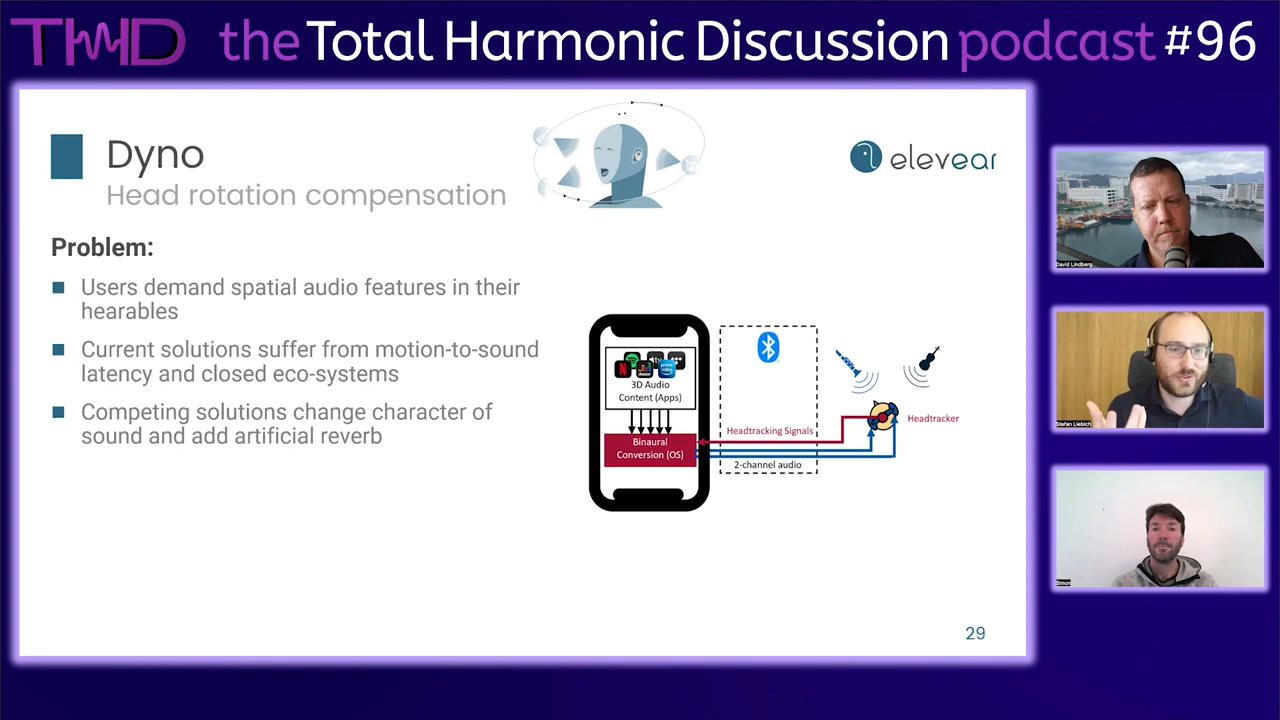 THD the Total Harmonic Discussion podcast #96
Dyno
Head rotation compensation
elevear
Problem:
Users demand spatial audio features in their
hearables
Current solutions suffer from motion-to-sound
latency and closed eco-systems
Competing solutions change character of
sound and add artificial reverb
3D Audio
Content (Apps)
Binaural
Conversion (OS)
Headtracking Signals
2-channel audio
Headtracker
29
David Lindberg
Stefan Liebich
Simon